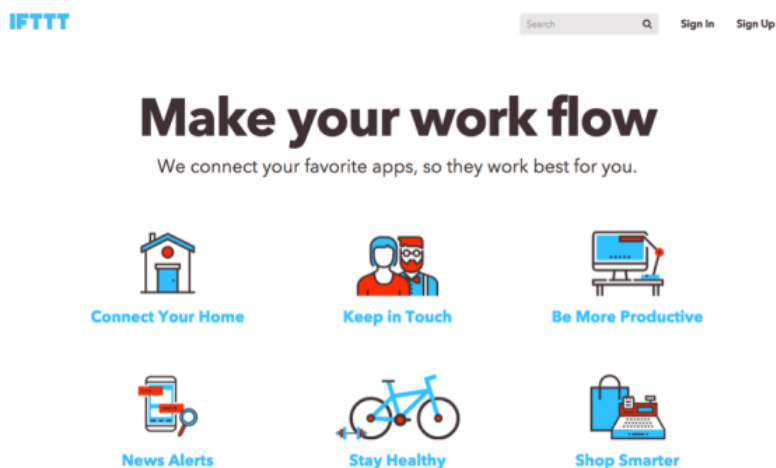 IFTTT
Search
Sign In
Sign Up
Make your work flow
We connect your favorite apps, so they work best for you.
Connect Your Home
Keep in Touch
Be More Productive
News Alerts
Stay Healthy
Shop Smarter